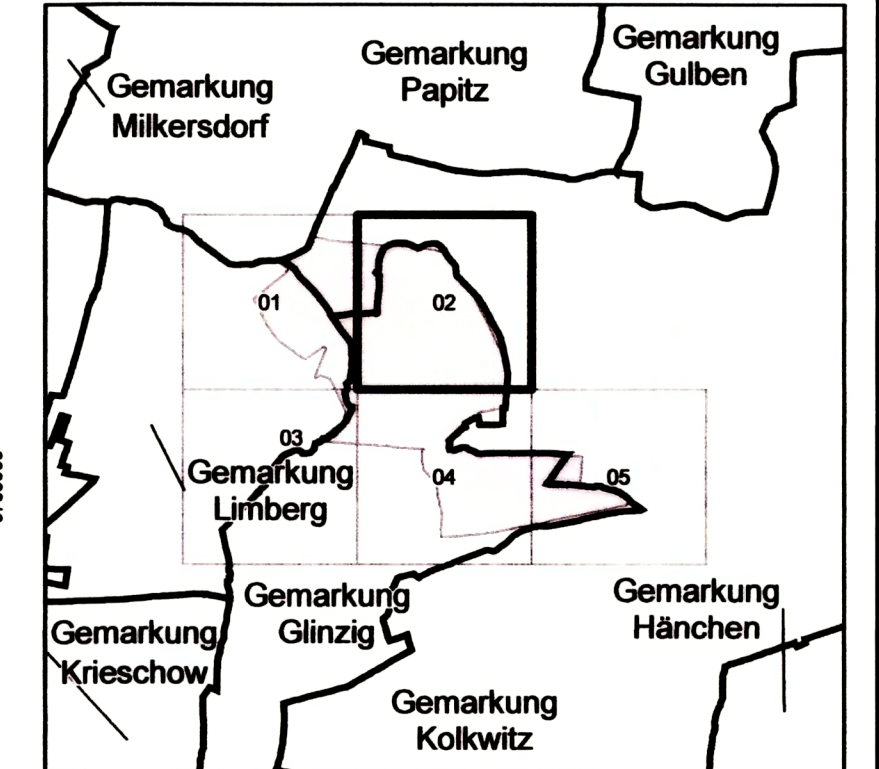 Gemarkung
Papitz
Gemarkung
Gulben
Gemarkung
Milkersdorf
01
02
03
04
05
Gemarkung
Limberg
Gemarkung
Glinzig
Gemarkung
Hänchen
Gemarkung
Krieschow
Gemarkung
Kolkwitz